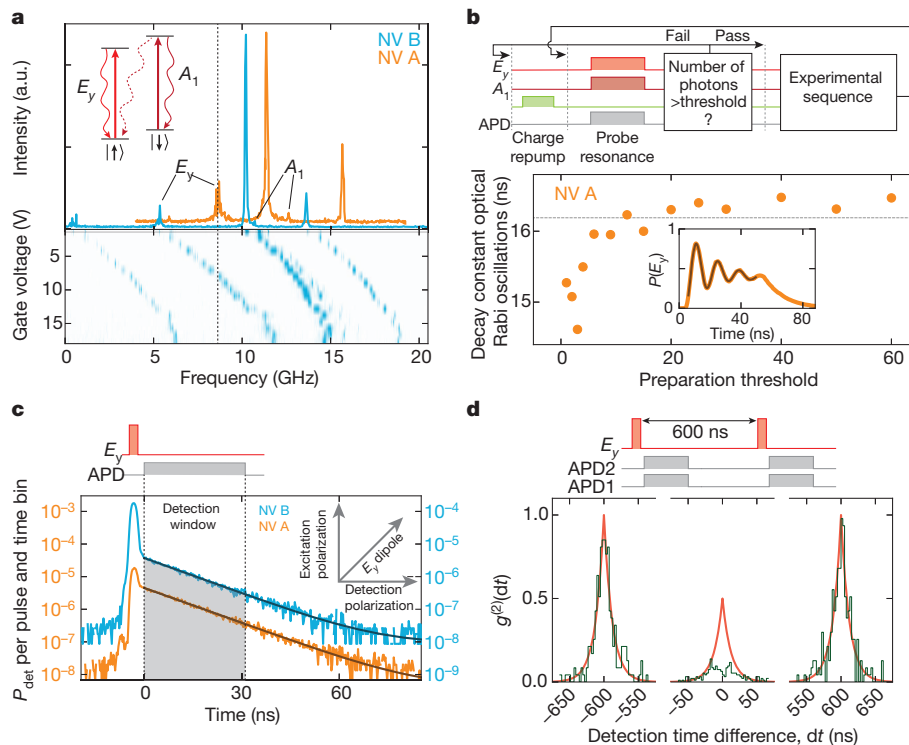 a
NV B
NV A
E_y
A_1
|↑⟩
|↓⟩
E_y
A_1
Intensity (a.u.)
Gate voltage (V)
5
10
15
0
5
10
15
20
Frequency (GHz)
b
Fail
Pass
E_y
A_1
APD
Charge
repump
Probe
resonance
Number of
photons
>threshold
?
Experimental
sequence
NV A
Decay constant optical
Rabi oscillations (ns)
16
15
P(E_y)
1
0
0
40
80
Time (ns)
0
20
40
60
Preparation threshold
c
E_y
APD
Detection
window
NV B
NV A
Excitation
polarization
E_y dipole
Detection
polarization
P_det per pulse and time bin
10⁻³
10⁻⁴
10⁻⁵
10⁻⁶
10⁻⁷
10⁻⁸
10⁻⁴
10⁻⁵
10⁻⁶
10⁻⁷
10⁻⁸
10⁻⁹
0
30
60
Time (ns)
d
600 ns
E_y
APD2
APD1
g⁽²⁾(dt)
1.0
0.5
0.0
−650
−600
−550
−50
0
50
550
600
650
Detection time difference, dt (ns)